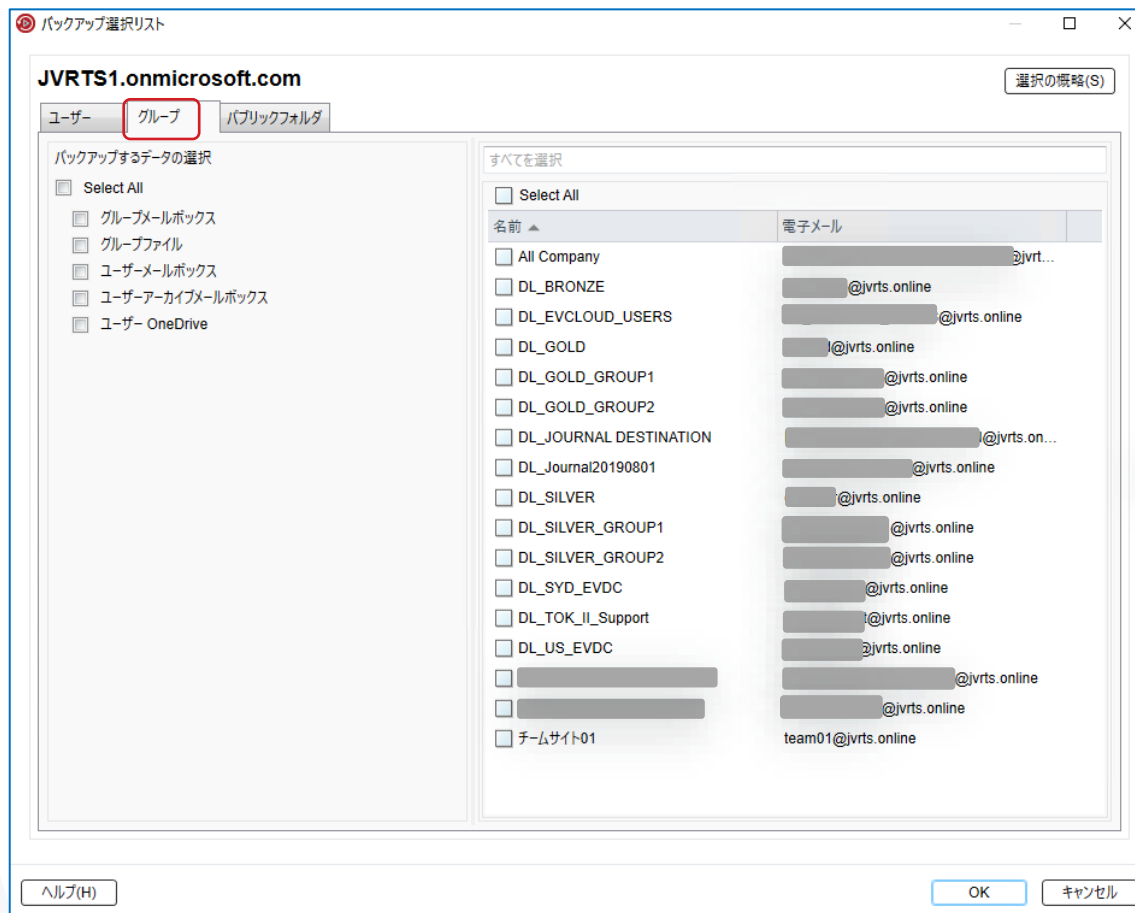 バックアップ選択リスト
JVRTS1.onmicrosoft.com
選択の概略(S)
ユーザー グループ パブリックフォルダ
バックアップするデータの選択
Select All
グループメールボックス
グループファイル
ユーザーメールボックス
ユーザーアーカイブメールボックス
ユーザー OneDrive
すべてを選択
Select All
名前 電子メール
All Company @jvrt...
DL_BRONZE @jvrts.online
DL_EVCLOUD_USERS @jvrts.online
DL_GOLD @jvrts.online
DL_GOLD_GROUP1 @jvrts.online
DL_GOLD_GROUP2 @jvrts.online
DL_JOURNAL DESTINATION @jvrts.on...
DL_Journal20190801 @jvrts.online
DL_SILVER @jvrts.online
DL_SILVER_GROUP1 @jvrts.online
DL_SILVER_GROUP2 @jvrts.online
DL_SYD_EVDC @jvrts.online
DL_TOK_II_Support t@jvrts.online
DL_US_EVDC @jvrts.online
@jvrts.online
@jvrts.online
チームサイト01 team01@jvrts.online
ヘルプ(H) OK キャンセル